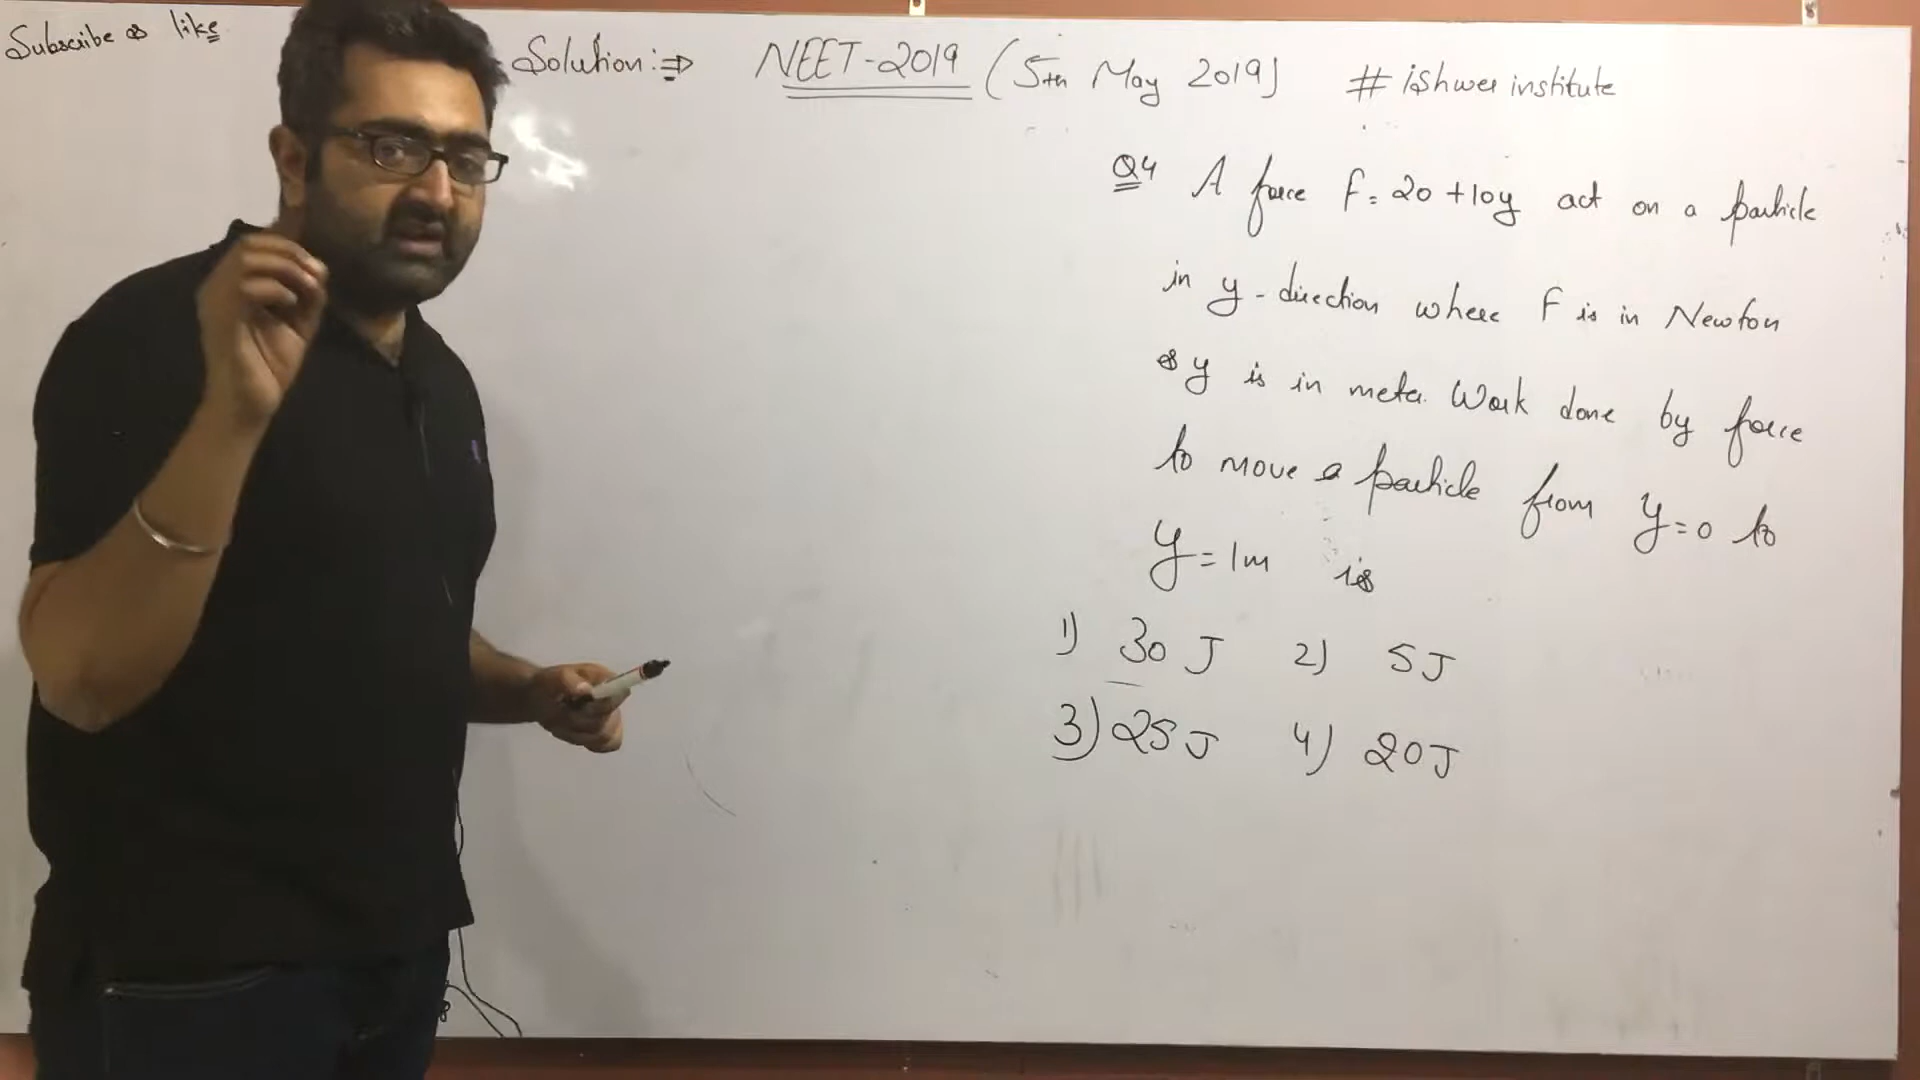 Subscribe & like
Solution:⇒ NEET-2019 (5th May 2019) # ishwer institute
Q4 A force F = 20 + 10y act on a particle
in y-direction where F is in Newton
& y is in meter. Work done by force
to move a particle from y=0 to
y=1m is
1) 30 J 2) 5J
3) 25J 4) 20J